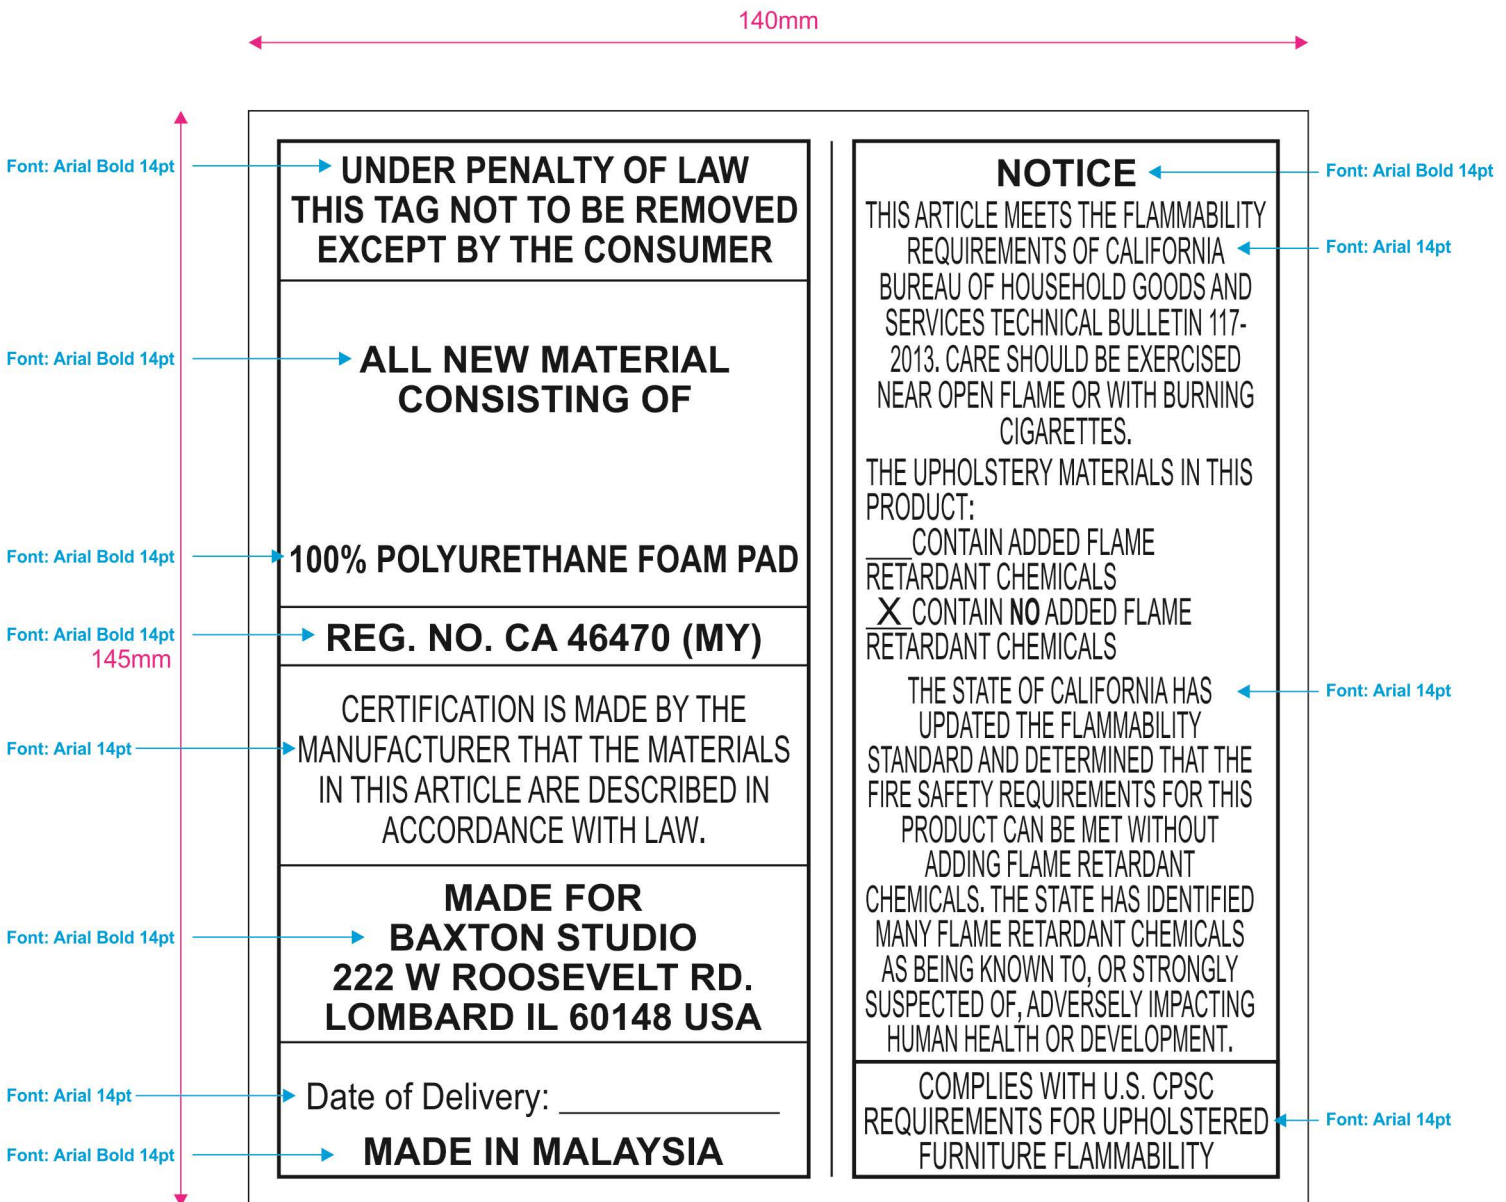 140mm
145mm
Font: Arial Bold 14pt
UNDER PENALTY OF LAW
THIS TAG NOT TO BE REMOVED
EXCEPT BY THE CONSUMER
Font: Arial Bold 14pt
ALL NEW MATERIAL
CONSISTING OF
Font: Arial Bold 14pt
100% POLYURETHANE FOAM PAD
Font: Arial Bold 14pt
REG. NO. CA 46470 (MY)
Font: Arial 14pt
CERTIFICATION IS MADE BY THE
MANUFACTURER THAT THE MATERIALS
IN THIS ARTICLE ARE DESCRIBED IN
ACCORDANCE WITH LAW.
Font: Arial Bold 14pt
MADE FOR
BAXTON STUDIO
222 W ROOSEVELT RD.
LOMBARD IL 60148 USA
Font: Arial 14pt
Date of Delivery: ____________
Font: Arial Bold 14pt
MADE IN MALAYSIA
NOTICE
Font: Arial Bold 14pt
THIS ARTICLE MEETS THE FLAMMABILITY
REQUIREMENTS OF CALIFORNIA
Font: Arial 14pt
BUREAU OF HOUSEHOLD GOODS AND
SERVICES TECHNICAL BULLETIN 117-
2013. CARE SHOULD BE EXERCISED
NEAR OPEN FLAME OR WITH BURNING
CIGARETTES.
THE UPHOLSTERY MATERIALS IN THIS
PRODUCT:
___CONTAIN ADDED FLAME
RETARDANT CHEMICALS
_X_CONTAIN NO ADDED FLAME
RETARDANT CHEMICALS
THE STATE OF CALIFORNIA HAS
Font: Arial 14pt
UPDATED THE FLAMMABILITY
STANDARD AND DETERMINED THAT THE
FIRE SAFETY REQUIREMENTS FOR THIS
PRODUCT CAN BE MET WITHOUT
ADDING FLAME RETARDANT
CHEMICALS. THE STATE HAS IDENTIFIED
MANY FLAME RETARDANT CHEMICALS
AS BEING KNOWN TO, OR STRONGLY
SUSPECTED OF, ADVERSELY IMPACTING
HUMAN HEALTH OR DEVELOPMENT.
COMPLIES WITH U.S. CPSC
REQUIREMENTS FOR UPHOLSTERED
Font: Arial 14pt
FURNITURE FLAMMABILITY